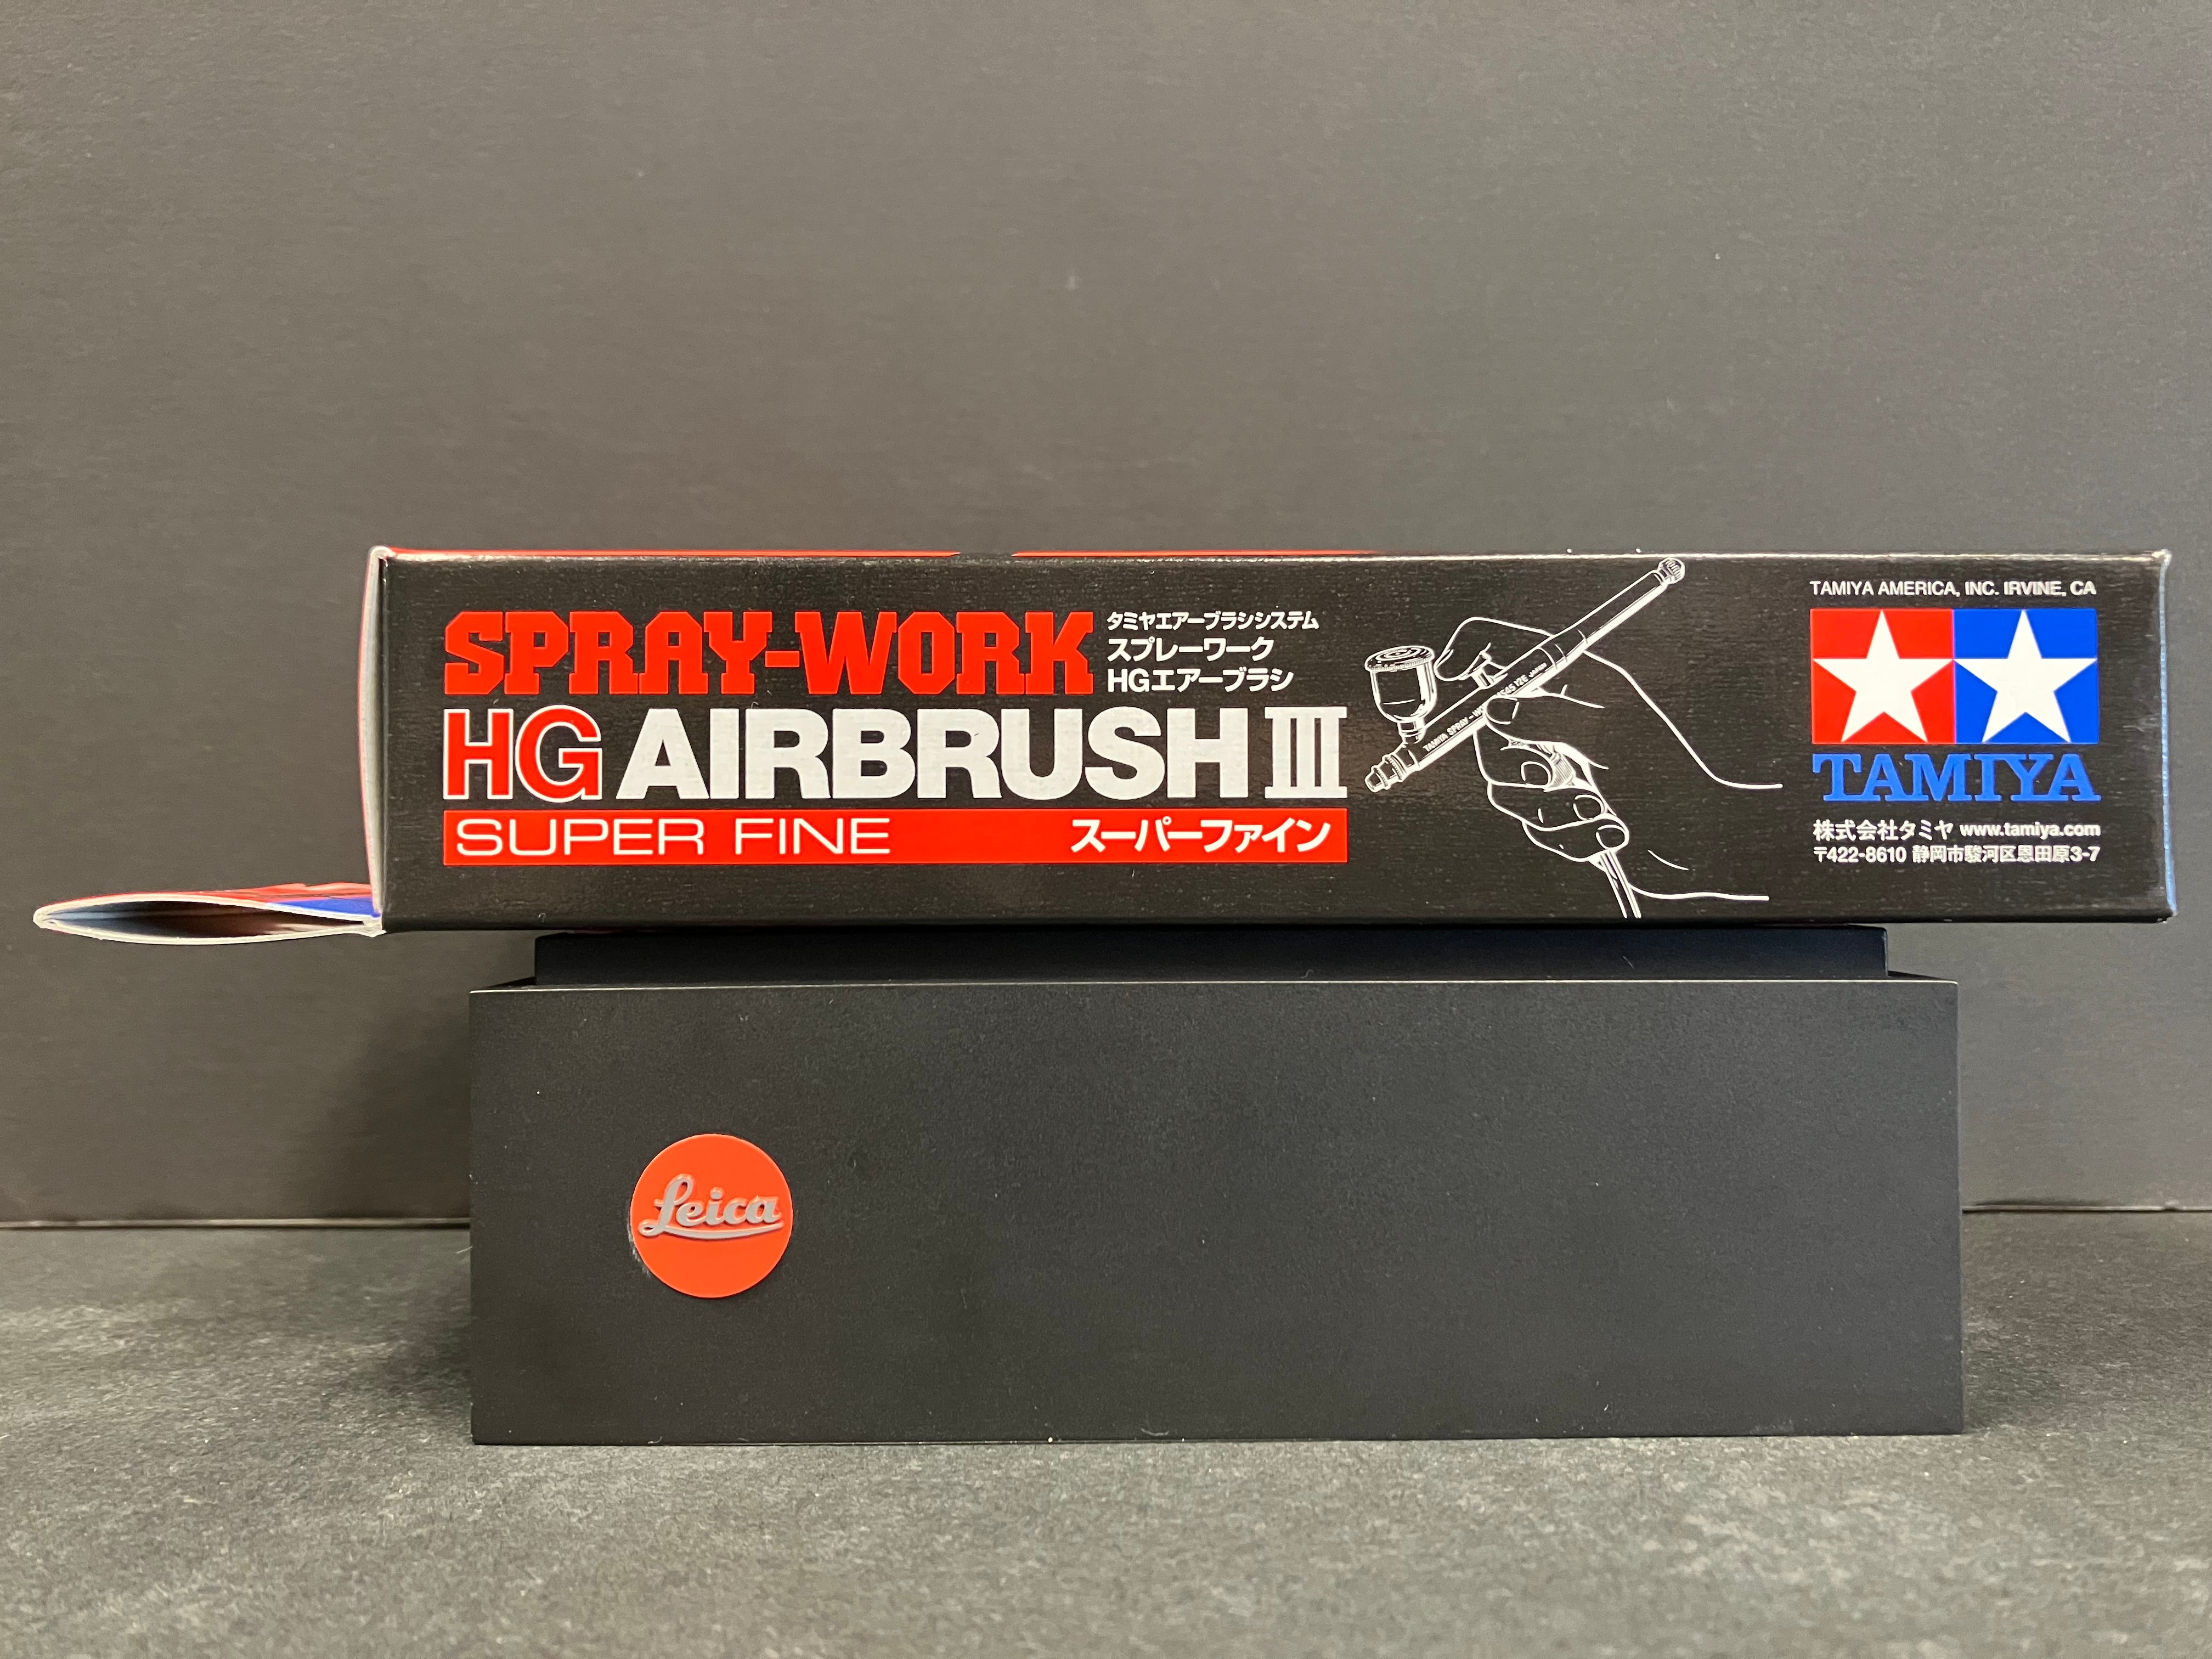 SPRAY-WORK
タミヤエアーブラシシステム
スプレーワーク
HGエアーブラシ
HG AIRBRUSH III
SUPER FINE スーパーファイン
TAMIYA SPRAY-WO
TAMIYA AMERICA, INC. IRVINE, CA
TAMIYA
株式会社タミヤ www.tamiya.com
〒422-8610 静岡市駿河区恩田原3-7
Leica